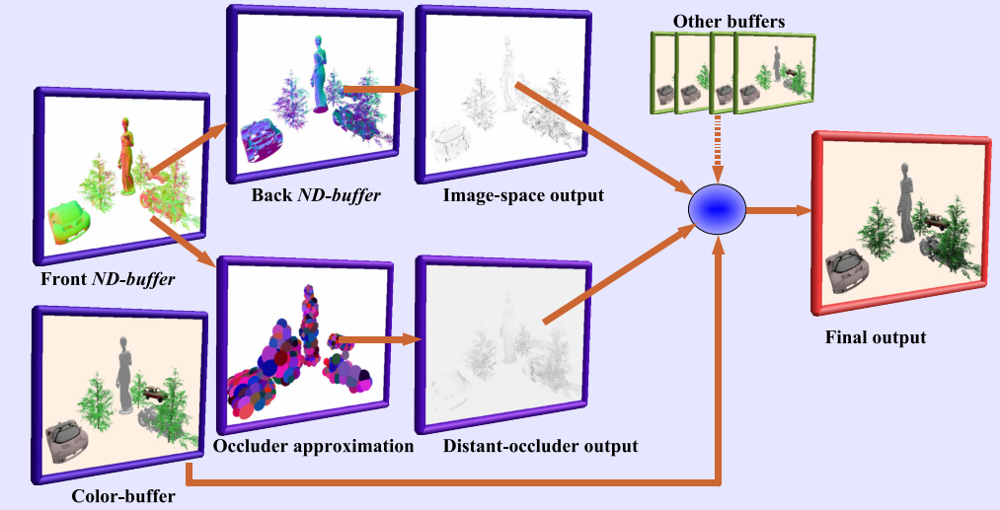 Other buffers
Back ND-buffer
Image-space output
Front ND-buffer
Final output
Occluder approximation
Distant-occluder output
Color-buffer